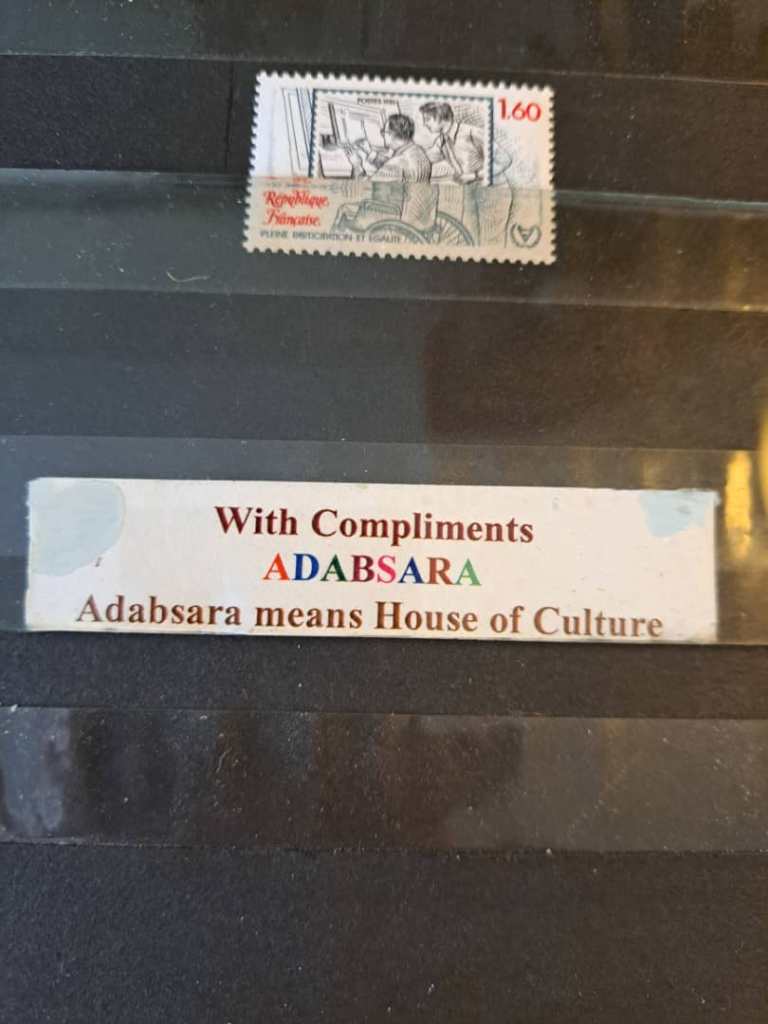 POSTES 1981
1.60
République
Française
PLEINE PARTICIPATION ET EGALITE
With Compliments
ADABSARA
Adabsara means House of Culture